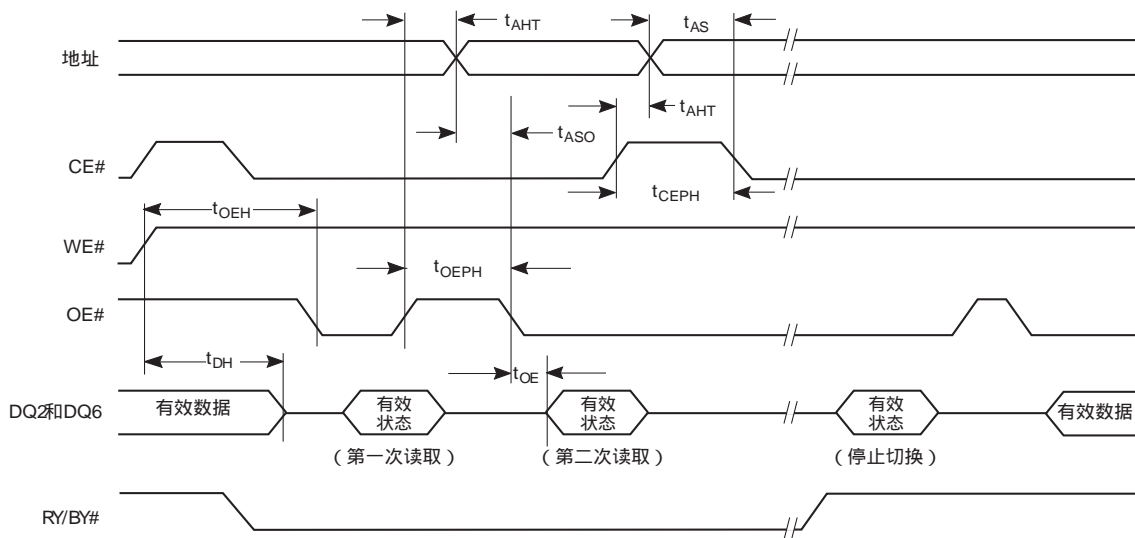 tAHT
tAS
地址
tAHT
tASO
CE#
tCEPH
tOEH
WE#
tOEPH
OE#
tDH
tOE
DQ2和DQ6
有效数据
有效
状态
有效
状态
有效
状态
有效数据
(第一次读取)
(第二次读取)
(停止切换)
RY/BY#